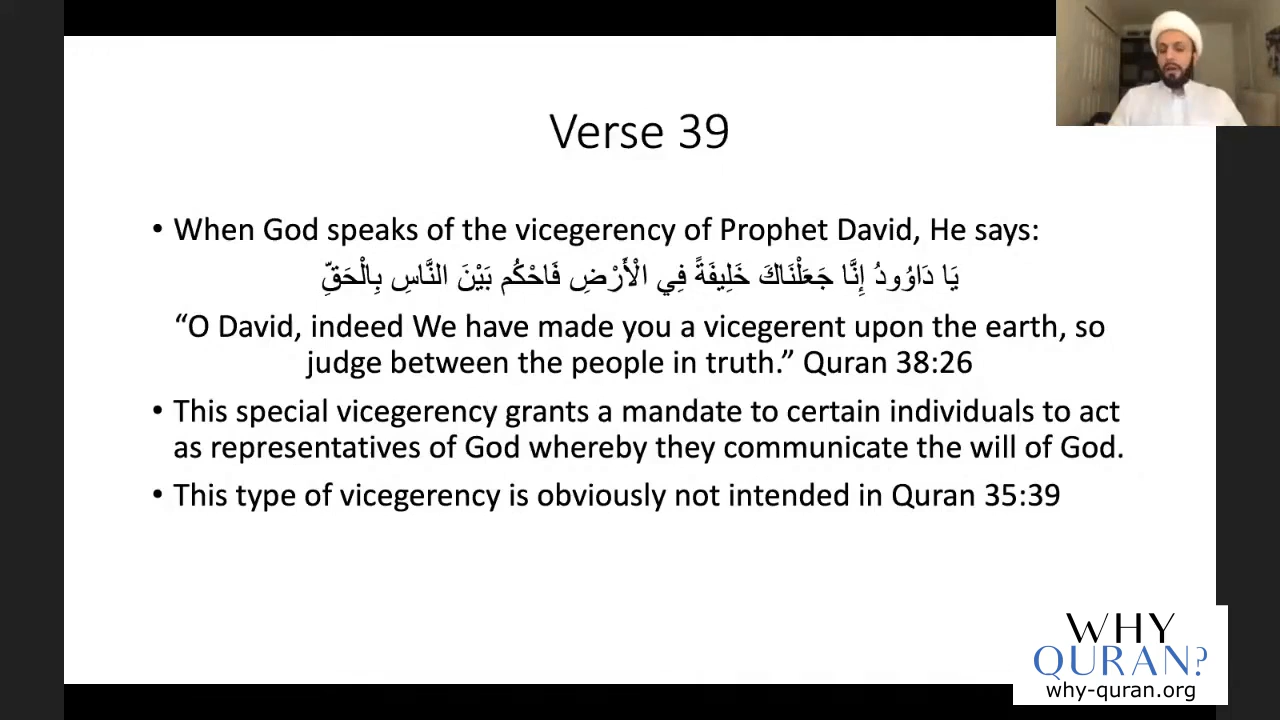 Verse 39
• When God speaks of the vicegerency of Prophet David, He says:
يَا دَاوُودُ إِنَّا جَعَلْنَاكَ خَلِيفَةً فِي الْأَرْضِ فَاحْكُم بَيْنَ النَّاسِ بِالْحَقِّ
“O David, indeed We have made you a vicegerent upon the earth, so
judge between the people in truth.” Quran 38:26
• This special vicegerency grants a mandate to certain individuals to act
as representatives of God whereby they communicate the will of God.
• This type of vicegerency is obviously not intended in Quran 35:39
WHY
QURAN?
why-quran.org